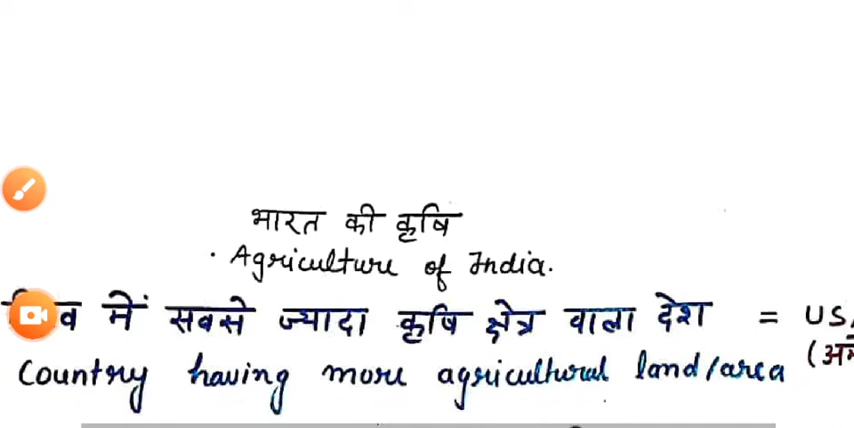 भारत की कृषि
. Agriculture of India.
में सबसे ज्यादा कृषि क्षेत्र वाला देश = US
Country having more agricultural land/area